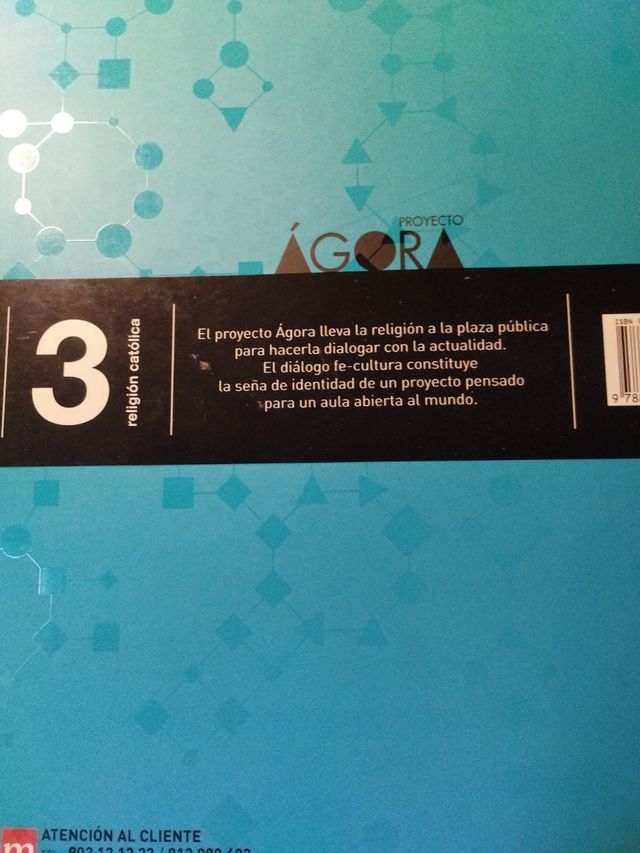 PROYECTO
ÁGORA
3
religión católica
El proyecto Ágora lleva la religión a la plaza pública
para hacerla dialogar con la actualidad.
El diálogo fe-cultura constituye
la seña de identidad de un proyecto pensado
para un aula abierta al mundo.
ISBN
9 78
m
ATENCIÓN AL CLIENTE